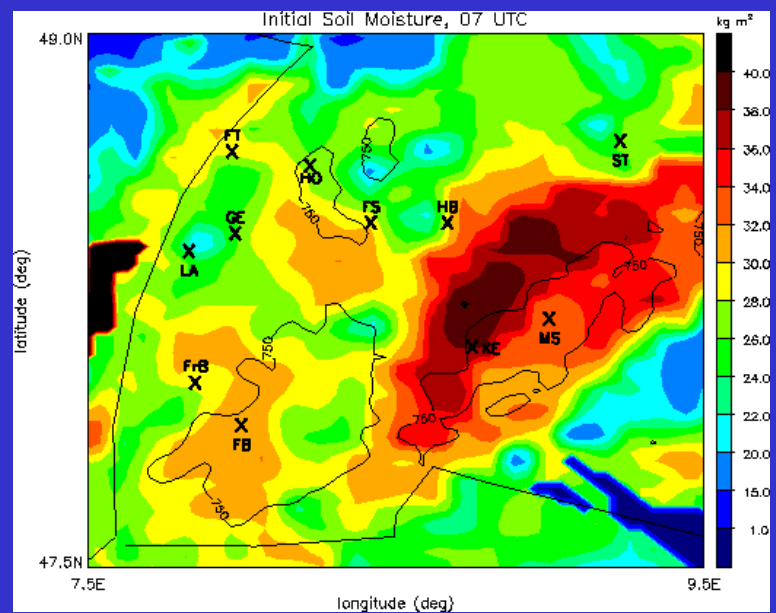 Initial Soil Moisture, 07 UTC
kg m²
49.0N
40.0
38.0
36.0
34.0
32.0
30.0
28.0
26.0
24.0
22.0
20.0
15.0
1.0
FT
HO
750
ST
750
GE
FS
HB
LA
750
750
MS
KE
750
FrB
FB
750
750
latitude (deg)
47.5N
7.5E
9.5E
longitude (deg)